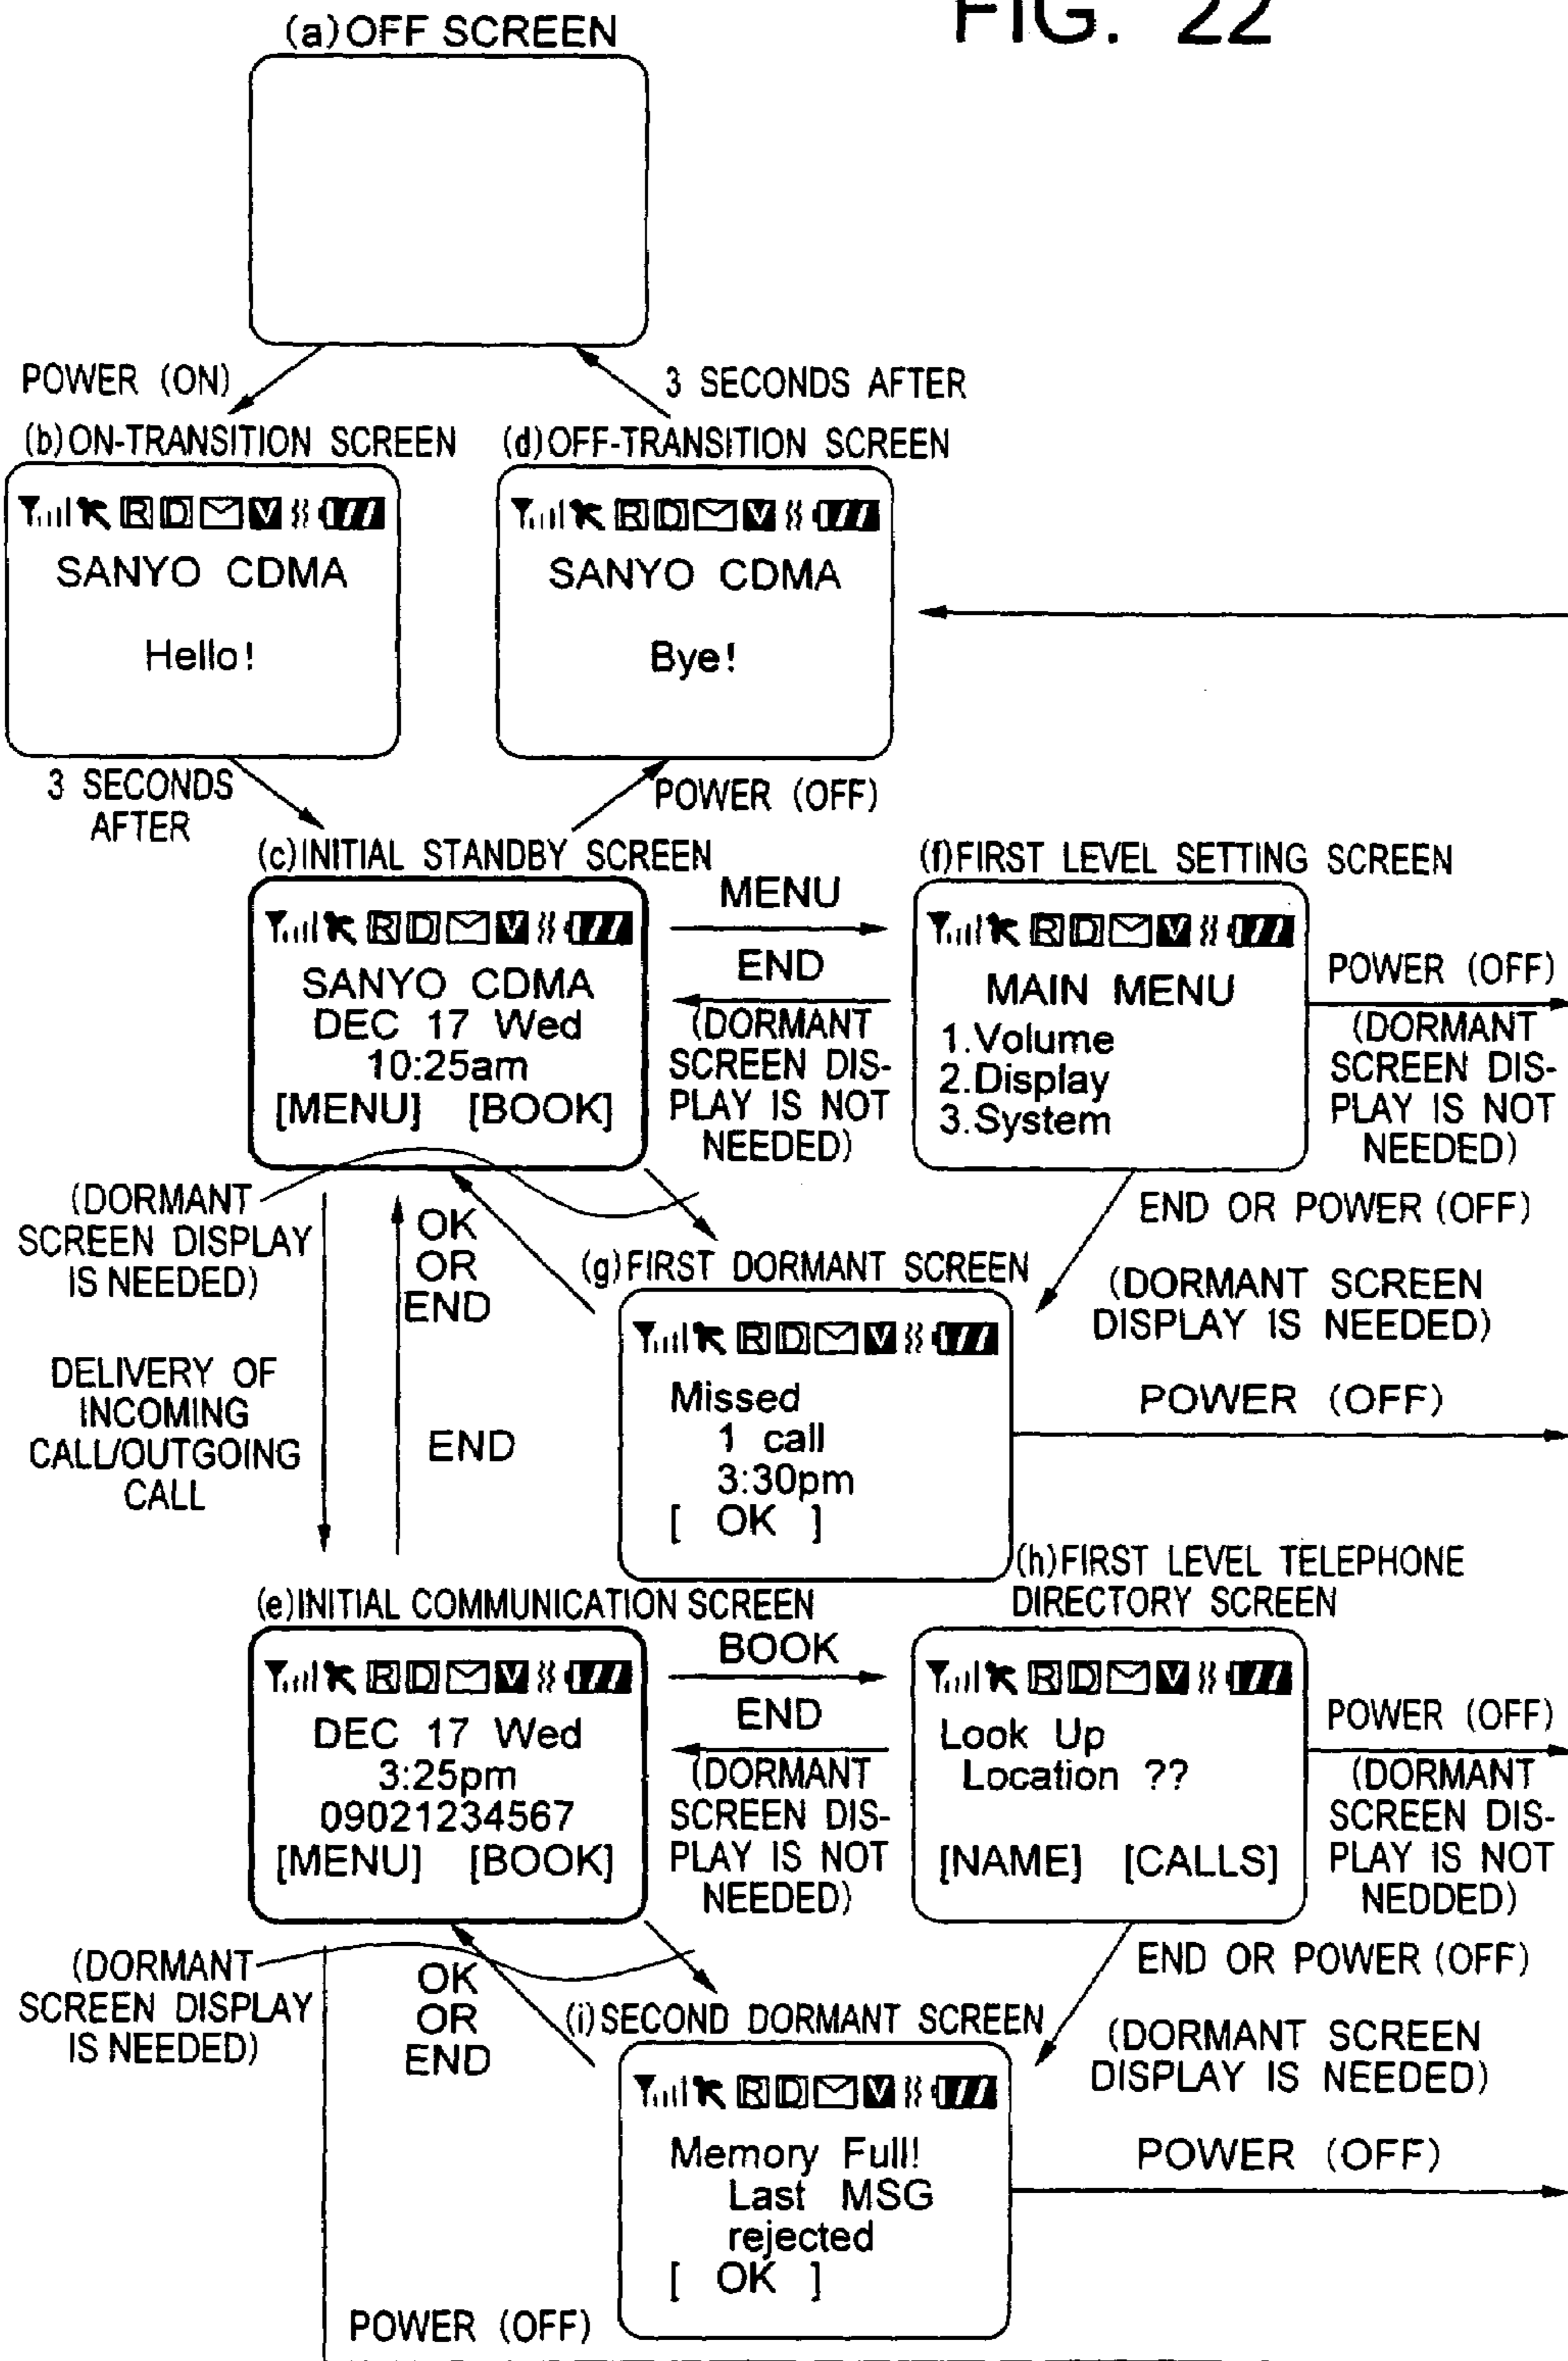 FIG. 22
(a)OFF SCREEN
POWER (ON)
3 SECONDS AFTER
(b)ON-TRANSITION SCREEN
R D V
SANYO CDMA
Hello!
(d)OFF-TRANSITION SCREEN
R D V
SANYO CDMA
Bye!
3 SECONDS
AFTER
POWER (OFF)
(c)INITIAL STANDBY SCREEN
R D V
SANYO CDMA
DEC 17 Wed
10:25am
[MENU] [BOOK]
MENU
END
(DORMANT
SCREEN DIS-
PLAY IS NOT
NEEDED)
(f)FIRST LEVEL SETTING SCREEN
R D V
MAIN MENU
1.Volume
2.Display
3.System
POWER (OFF)
(DORMANT
SCREEN DIS-
PLAY IS NOT
NEEDED)
(DORMANT
SCREEN DISPLAY
IS NEEDED)
OK
OR
END
END OR POWER (OFF)
(DORMANT SCREEN
DISPLAY IS NEEDED)
(g)FIRST DORMANT SCREEN
R D V
Missed
1 call
3:30pm
[ OK ]
POWER (OFF)
DELIVERY OF
INCOMING
CALL/OUTGOING
CALL
END
(e)INITIAL COMMUNICATION SCREEN
R D V
DEC 17 Wed
3:25pm
09021234567
[MENU] [BOOK]
BOOK
END
(DORMANT
SCREEN DIS-
PLAY IS NOT
NEEDED)
(h)FIRST LEVEL TELEPHONE
DIRECTORY SCREEN
R D V
Look Up
Location ??
[NAME] [CALLS]
POWER (OFF)
(DORMANT
SCREEN DIS-
PLAY IS NOT
NEDDED)
(DORMANT
SCREEN DISPLAY
IS NEEDED)
OK
OR
END
END OR POWER (OFF)
(DORMANT SCREEN
DISPLAY IS NEEDED)
(i)SECOND DORMANT SCREEN
R D V
Memory Full!
Last MSG
rejected
[ OK ]
POWER (OFF)
POWER (OFF)